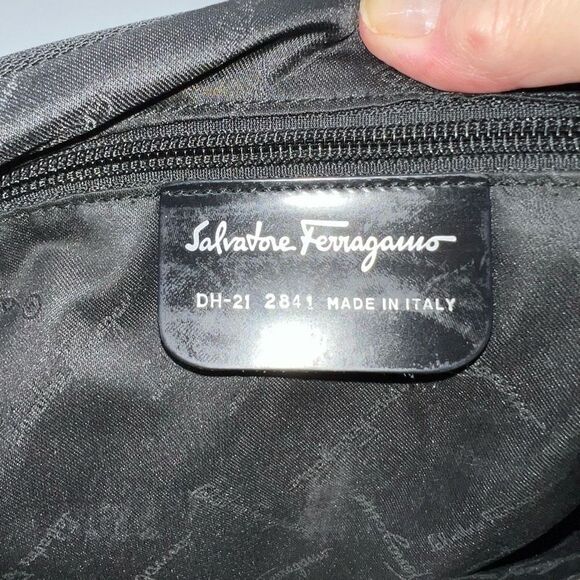 Salvatore Ferragamo
DH-21 2841 MADE IN ITALY